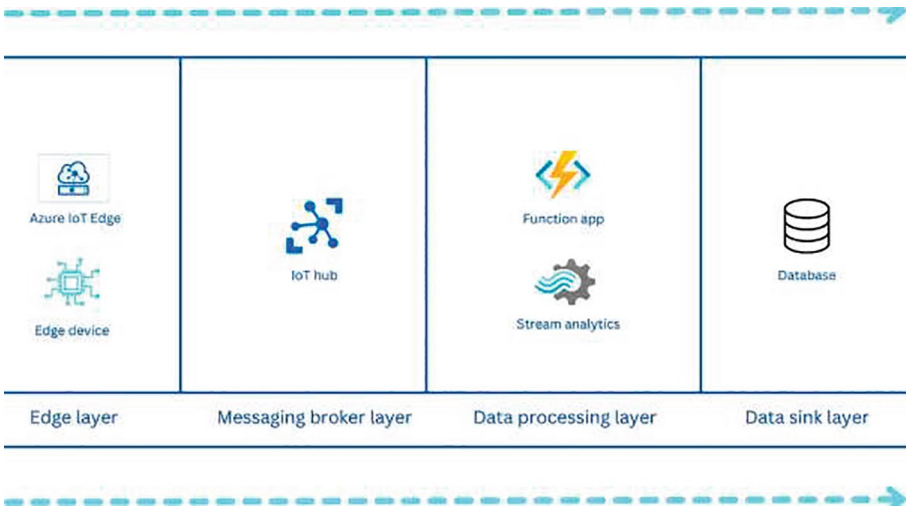 Azure IoT Edge
Edge device
IoT hub
Function app
Stream analytics
Database
Edge layer
Messaging broker layer
Data processing layer
Data sink layer